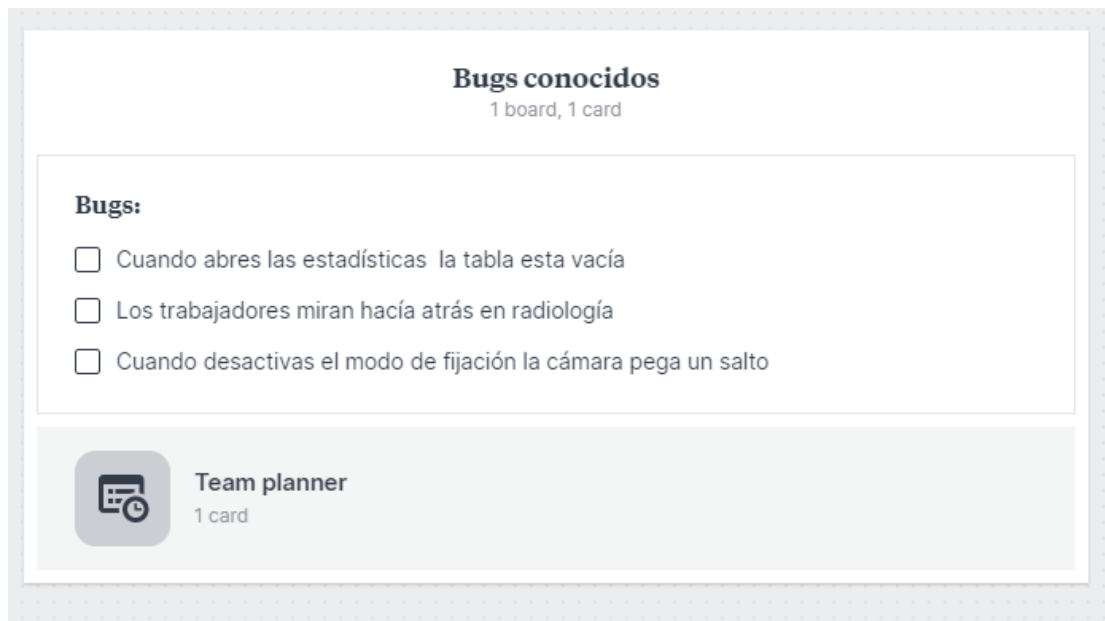 Bugs conocidos
1 board, 1 card
Bugs:
Cuando abres las estadísticas  la tabla esta vacía
Los trabajadores miran hacía atrás en radiología
Cuando desactivas el modo de fijación la cámara pega un salto
Team planner
1 card